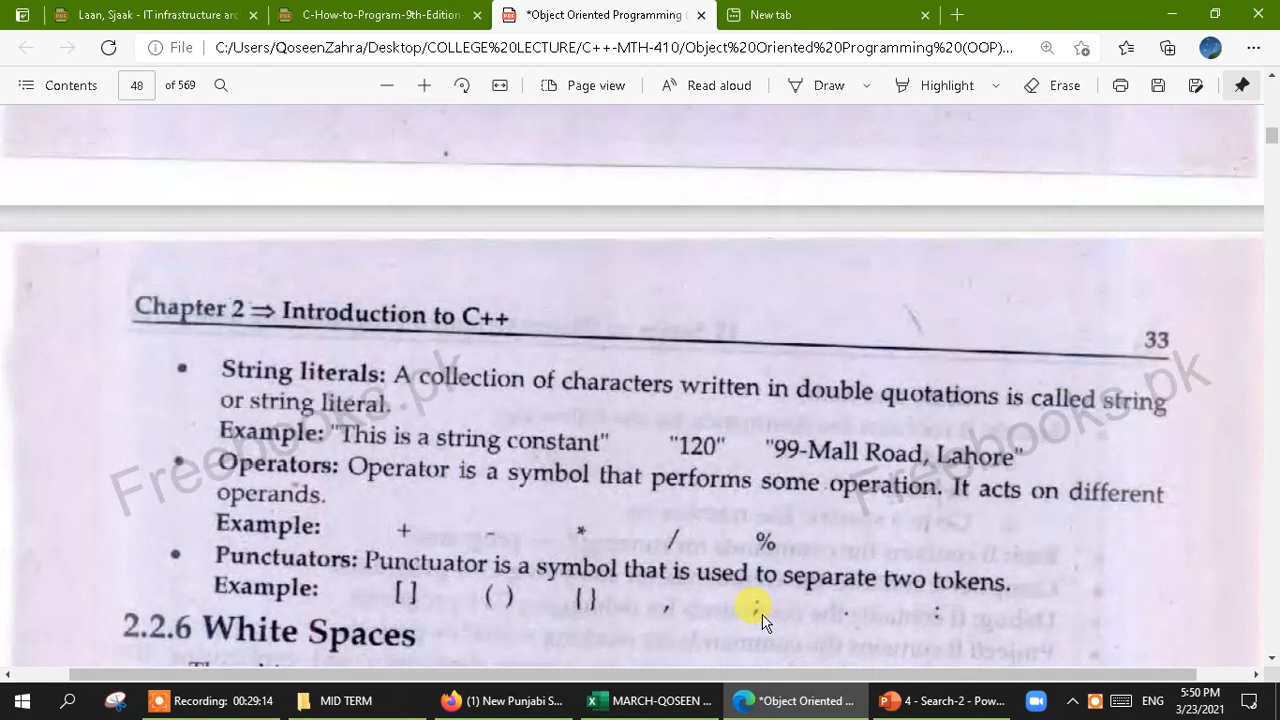 Laan, Sjaak - IT infrastructure arc
C-How-to-Program-9th-Edition-
*Object Oriented Programming (
New tab
File
C:/Users/QoseenZahra/Desktop/COLLEGE%20LECTURE/C++-MTH-410/Object%20Oriented%20Programming%20(OOP)...
Contents
48
of 569
Page view
Read aloud
Draw
Highlight
Erase
Chapter 2 ⇒ Introduction to C++
33
• String literals: A collection of characters written in double quotations is called string
or string literal.
Example: "This is a string constant" "120" "99-Mall Road, Lahore"
• Operators: Operator is a symbol that performs some operation. It acts on different
operands.
Example: + - * / %
• Punctuators: Punctuator is a symbol that is used to separate two tokens.
Example: [ ] ( ) { } , ; . :
2.2.6 White Spaces
Freebooks.pk
Freebooks.pk
Recording: 00:29:14
MID TERM
(1) New Punjabi S...
MARCH-QOSEEN ...
*Object Oriented ...
4 - Search-2 - Pow...
5:50 PM
3/23/2021